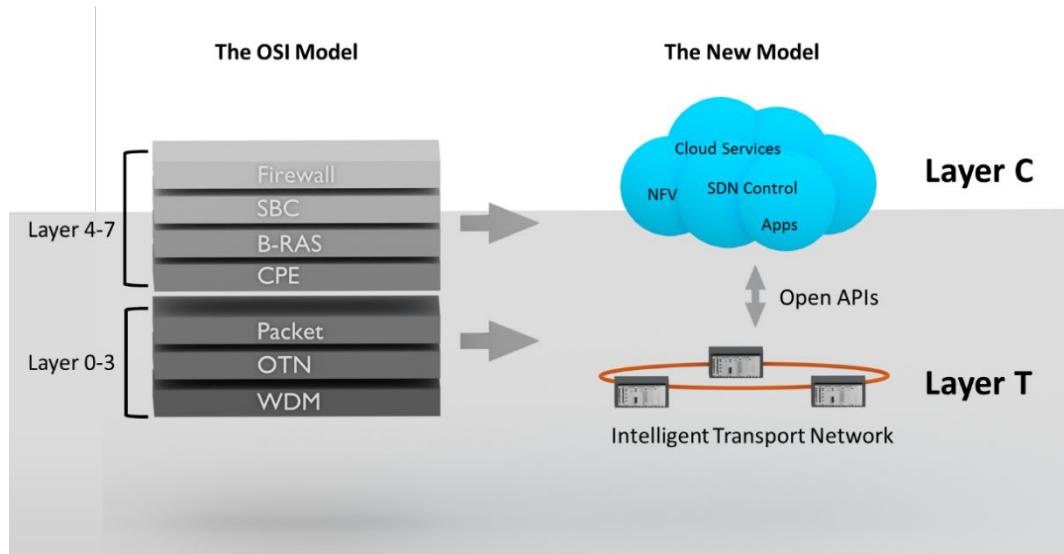 The OSI Model
The New Model
Layer 4-7
Firewall
SBC
B-RAS
CPE
Layer 0-3
Packet
OTN
WDM
Cloud Services
NFV
SDN Control
Apps
Layer C
Open APIs
Layer T
Intelligent Transport Network